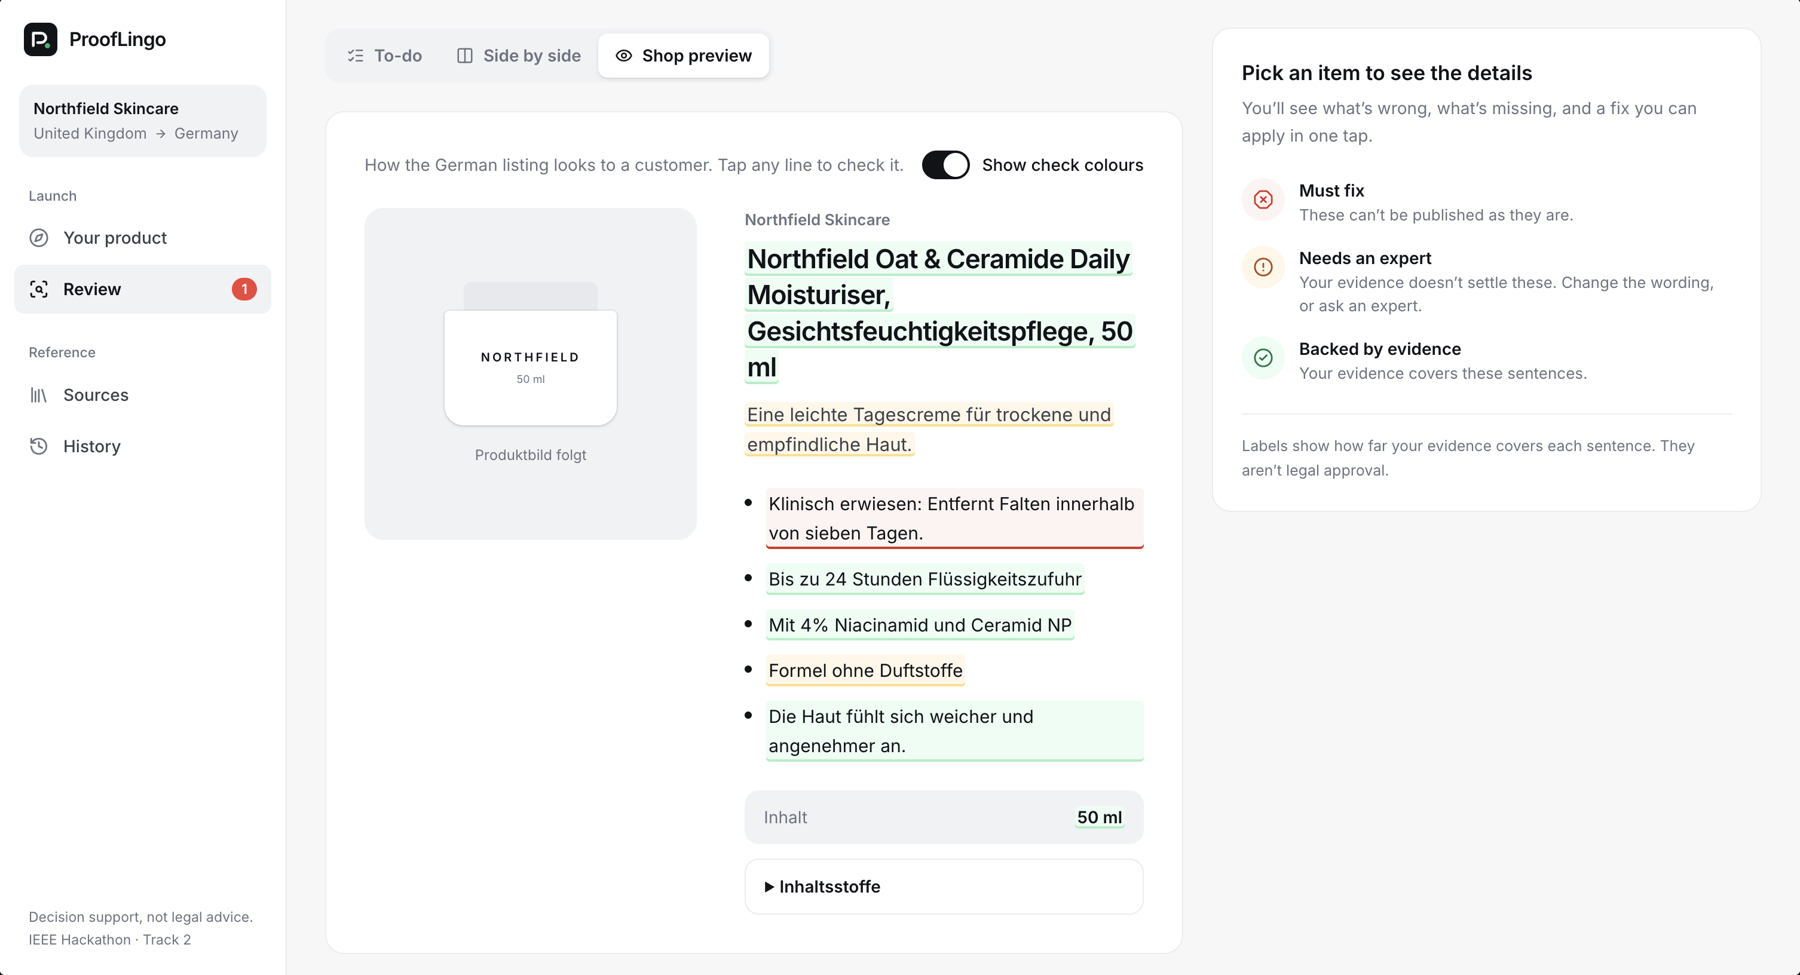 ProofLingo
Northfield Skincare
United Kingdom → Germany
Launch
Your product
Review
1
Reference
Sources
History
Decision support, not legal advice.
IEEE Hackathon · Track 2
To-do
Side by side
Shop preview
How the German listing looks to a customer. Tap any line to check it.
Show check colours
NORTHFIELD
50 ml
Produktbild folgt
Northfield Skincare
Northfield Oat & Ceramide Daily
Moisturiser,
Gesichtsfeuchtigkeitspflege, 50
ml
Eine leichte Tagescreme für trockene und
empfindliche Haut.
• Klinisch erwiesen: Entfernt Falten innerhalb
von sieben Tagen.
• Bis zu 24 Stunden Flüssigkeitszufuhr
• Mit 4% Niacinamid und Ceramid NP
• Formel ohne Duftstoffe
• Die Haut fühlt sich weicher und
angenehmer an.
Inhalt
50 ml
Inhaltsstoffe
Pick an item to see the details
You’ll see what’s wrong, what’s missing, and a fix you can
apply in one tap.
Must fix
These can’t be published as they are.
Needs an expert
Your evidence doesn’t settle these. Change the wording,
or ask an expert.
Backed by evidence
Your evidence covers these sentences.
Labels show how far your evidence covers each sentence. They
aren’t legal approval.